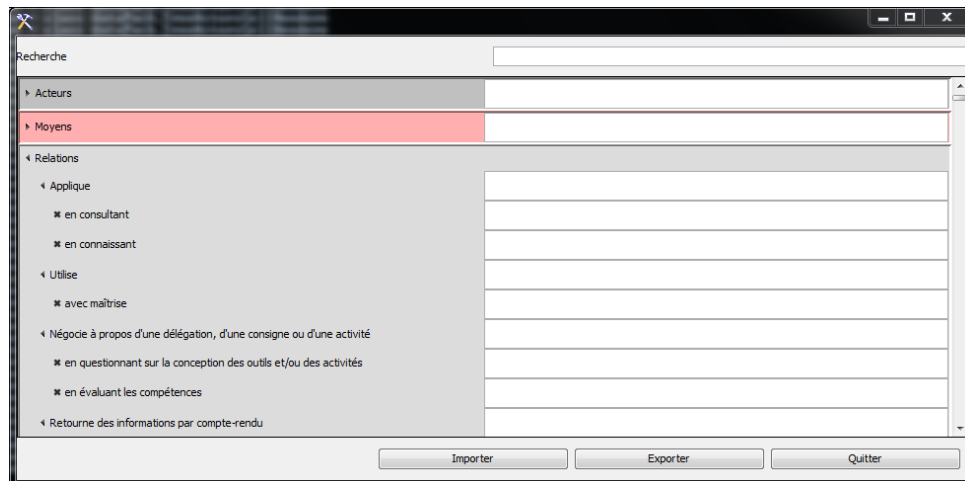 Recherche
Acteurs
Moyens
Relations
Applique
en consultant
en connaissant
Utilise
avec maîtrise
Négocie à propos d'une délégation, d'une consigne ou d'une activité
en questionnant sur la conception des outils et/ou des activités
en évaluant les compétences
Retourne des informations par compte-rendu
Importer Exporter Quitter